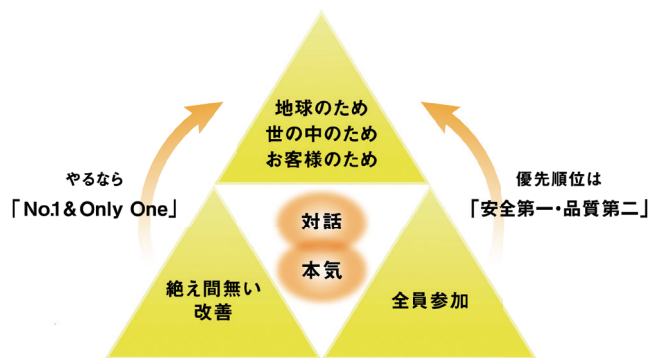 地球のため
世の中のため
お客様のため
やるなら
「No.1＆Only One」
優先順位は
「安全第一・品質第二」
対話
本気
絶え間無い
改善
全員参加